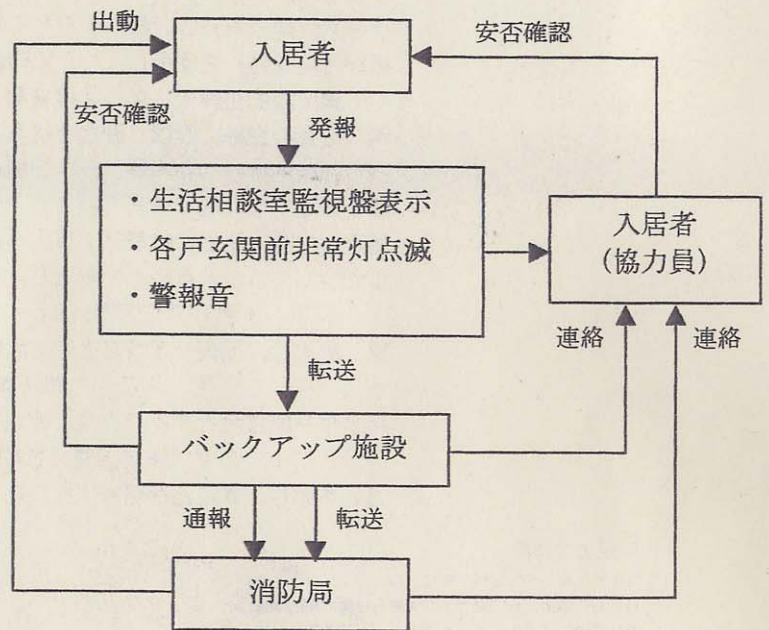 出動
入居者
安否確認
安否確認
発報
・生活相談室監視盤表示
・各戸玄関前非常灯点滅
・警報音
入居者
(協力員)
転送
連絡
連絡
バックアップ施設
通報
転送
消防局